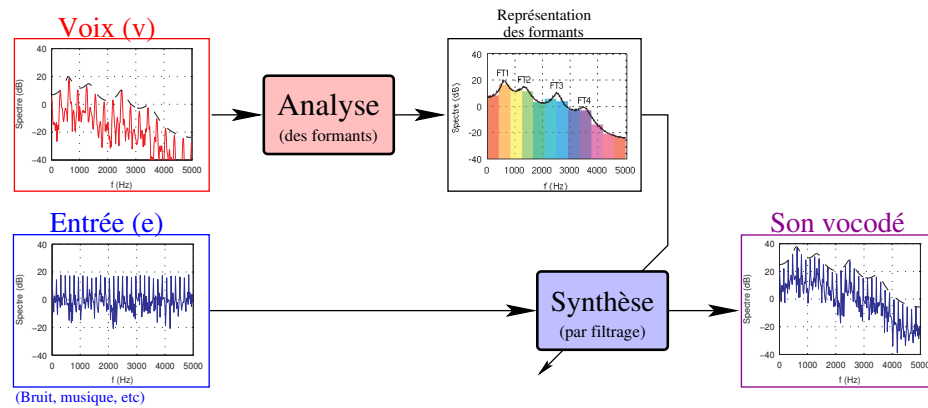 Voix (v)
Spectre (dB)
40
20
0
−20
−40
0 1000 2000 3000 4000 5000
f (Hz)
Analyse
(des formants)
Représentation
des formants
Spectre (dB)
40
20
0
−20
−40
FT1
FT2
FT3
FT4
0 1000 2000 3000 4000 5000
f (Hz)
Entrée (e)
Spectre (dB)
40
20
0
−20
−40
0 1000 2000 3000 4000 5000
f (Hz)
(Bruit, musique, etc)
Synthèse
(par filtrage)
Son vocodé
Spectre (dB)
40
20
0
−20
−40
0 1000 2000 3000 4000 5000
f (Hz)